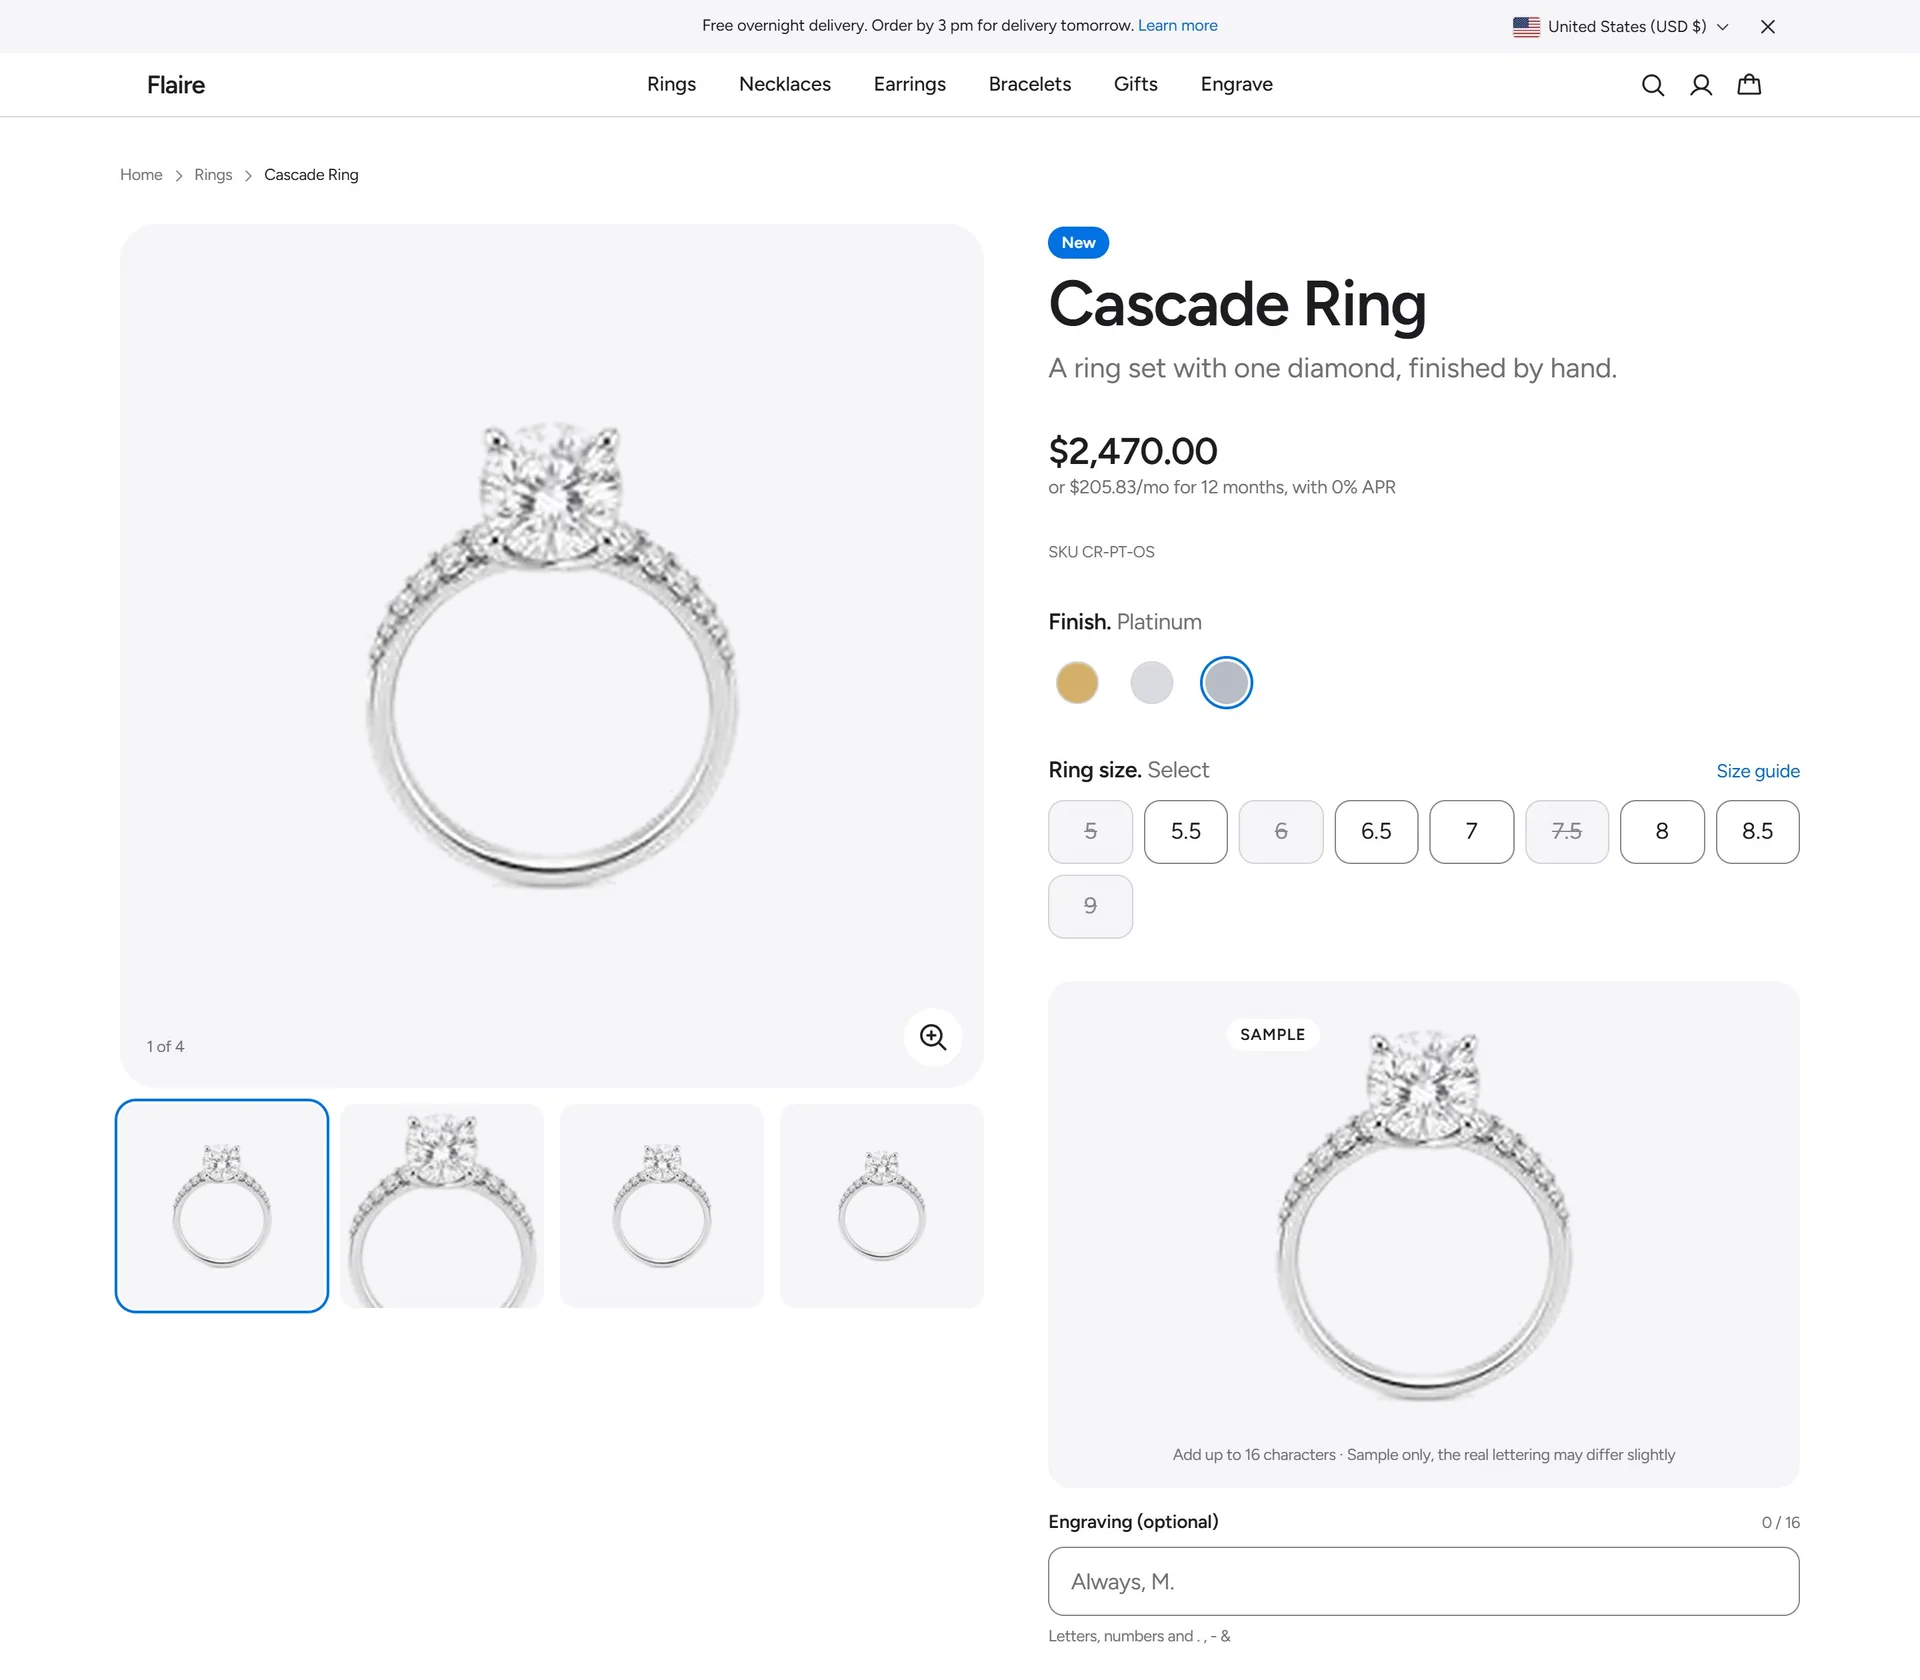 Free overnight delivery. Order by 3 pm for delivery tomorrow. Learn more
United States (USD $)
Flaire
Rings
Necklaces
Earrings
Bracelets
Gifts
Engrave
Home > Rings > Cascade Ring
1 of 4
New
Cascade Ring
A ring set with one diamond, finished by hand.
$2,470.00
or $205.83/mo for 12 months, with 0% APR
SKU CR-PT-OS
Finish. Platinum
Ring size. Select
Size guide
5
5.5
6
6.5
7
7.5
8
8.5
9
SAMPLE
Add up to 16 characters · Sample only, the real lettering may differ slightly
Engraving (optional)
0 / 16
Always, M.
Letters, numbers and . , - &